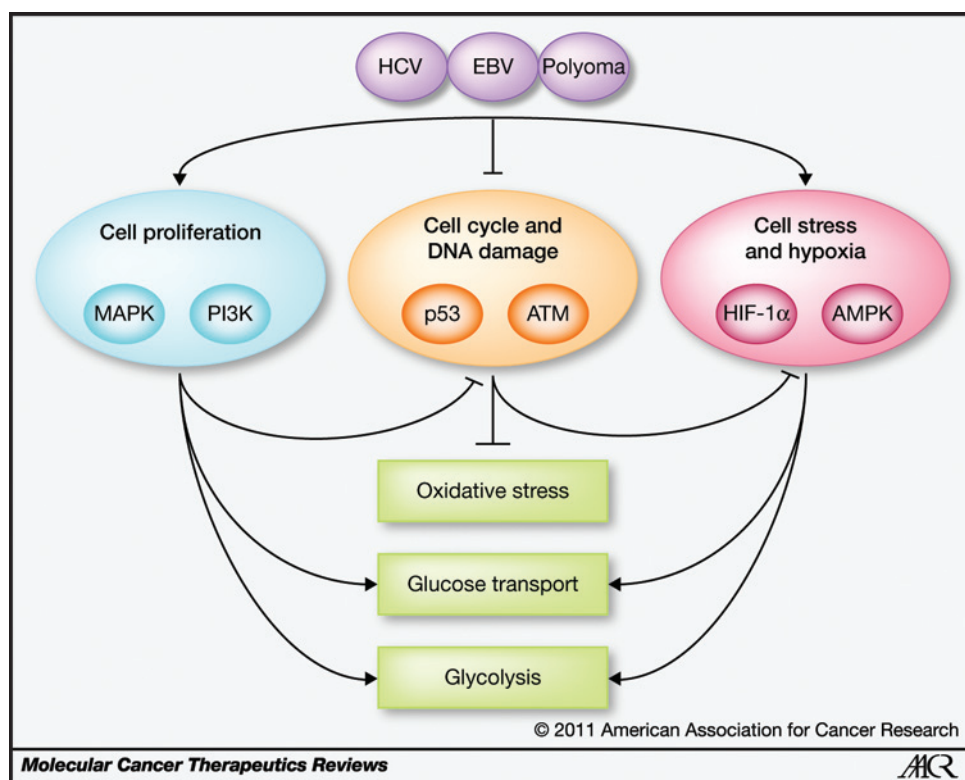 HCV EBV Polyoma
Cell proliferation
MAPK PI3K
Cell cycle and
DNA damage
p53 ATM
Cell stress
and hypoxia
HIF-1α AMPK
Oxidative stress
Glucose transport
Glycolysis
© 2011 American Association for Cancer Research
Molecular Cancer Therapeutics Reviews
AACR